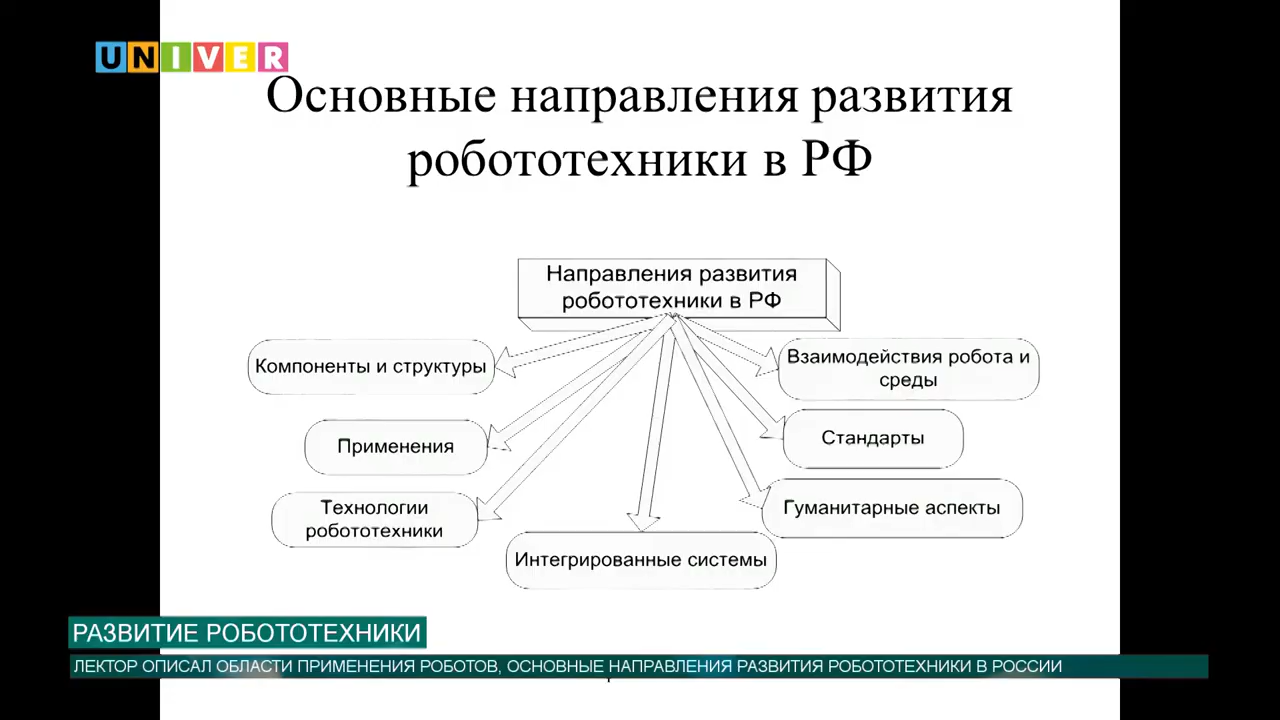 UNIVER
Основные направления развития
робототехники в РФ
Направления развития
робототехники в РФ
Компоненты и структуры
Взаимодействия робота и
среды
Применения
Стандарты
Технологии
робототехники
Гуманитарные аспекты
Интегрированные системы
РАЗВИТИЕ РОБОТОТЕХНИКИ
ЛЕКТОР ОПИСАЛ ОБЛАСТИ ПРИМЕНЕНИЯ РОБОТОВ, ОСНОВНЫЕ НАПРАВЛЕНИЯ РАЗВИТИЯ РОБОТОТЕХНИКИ В РОССИИ